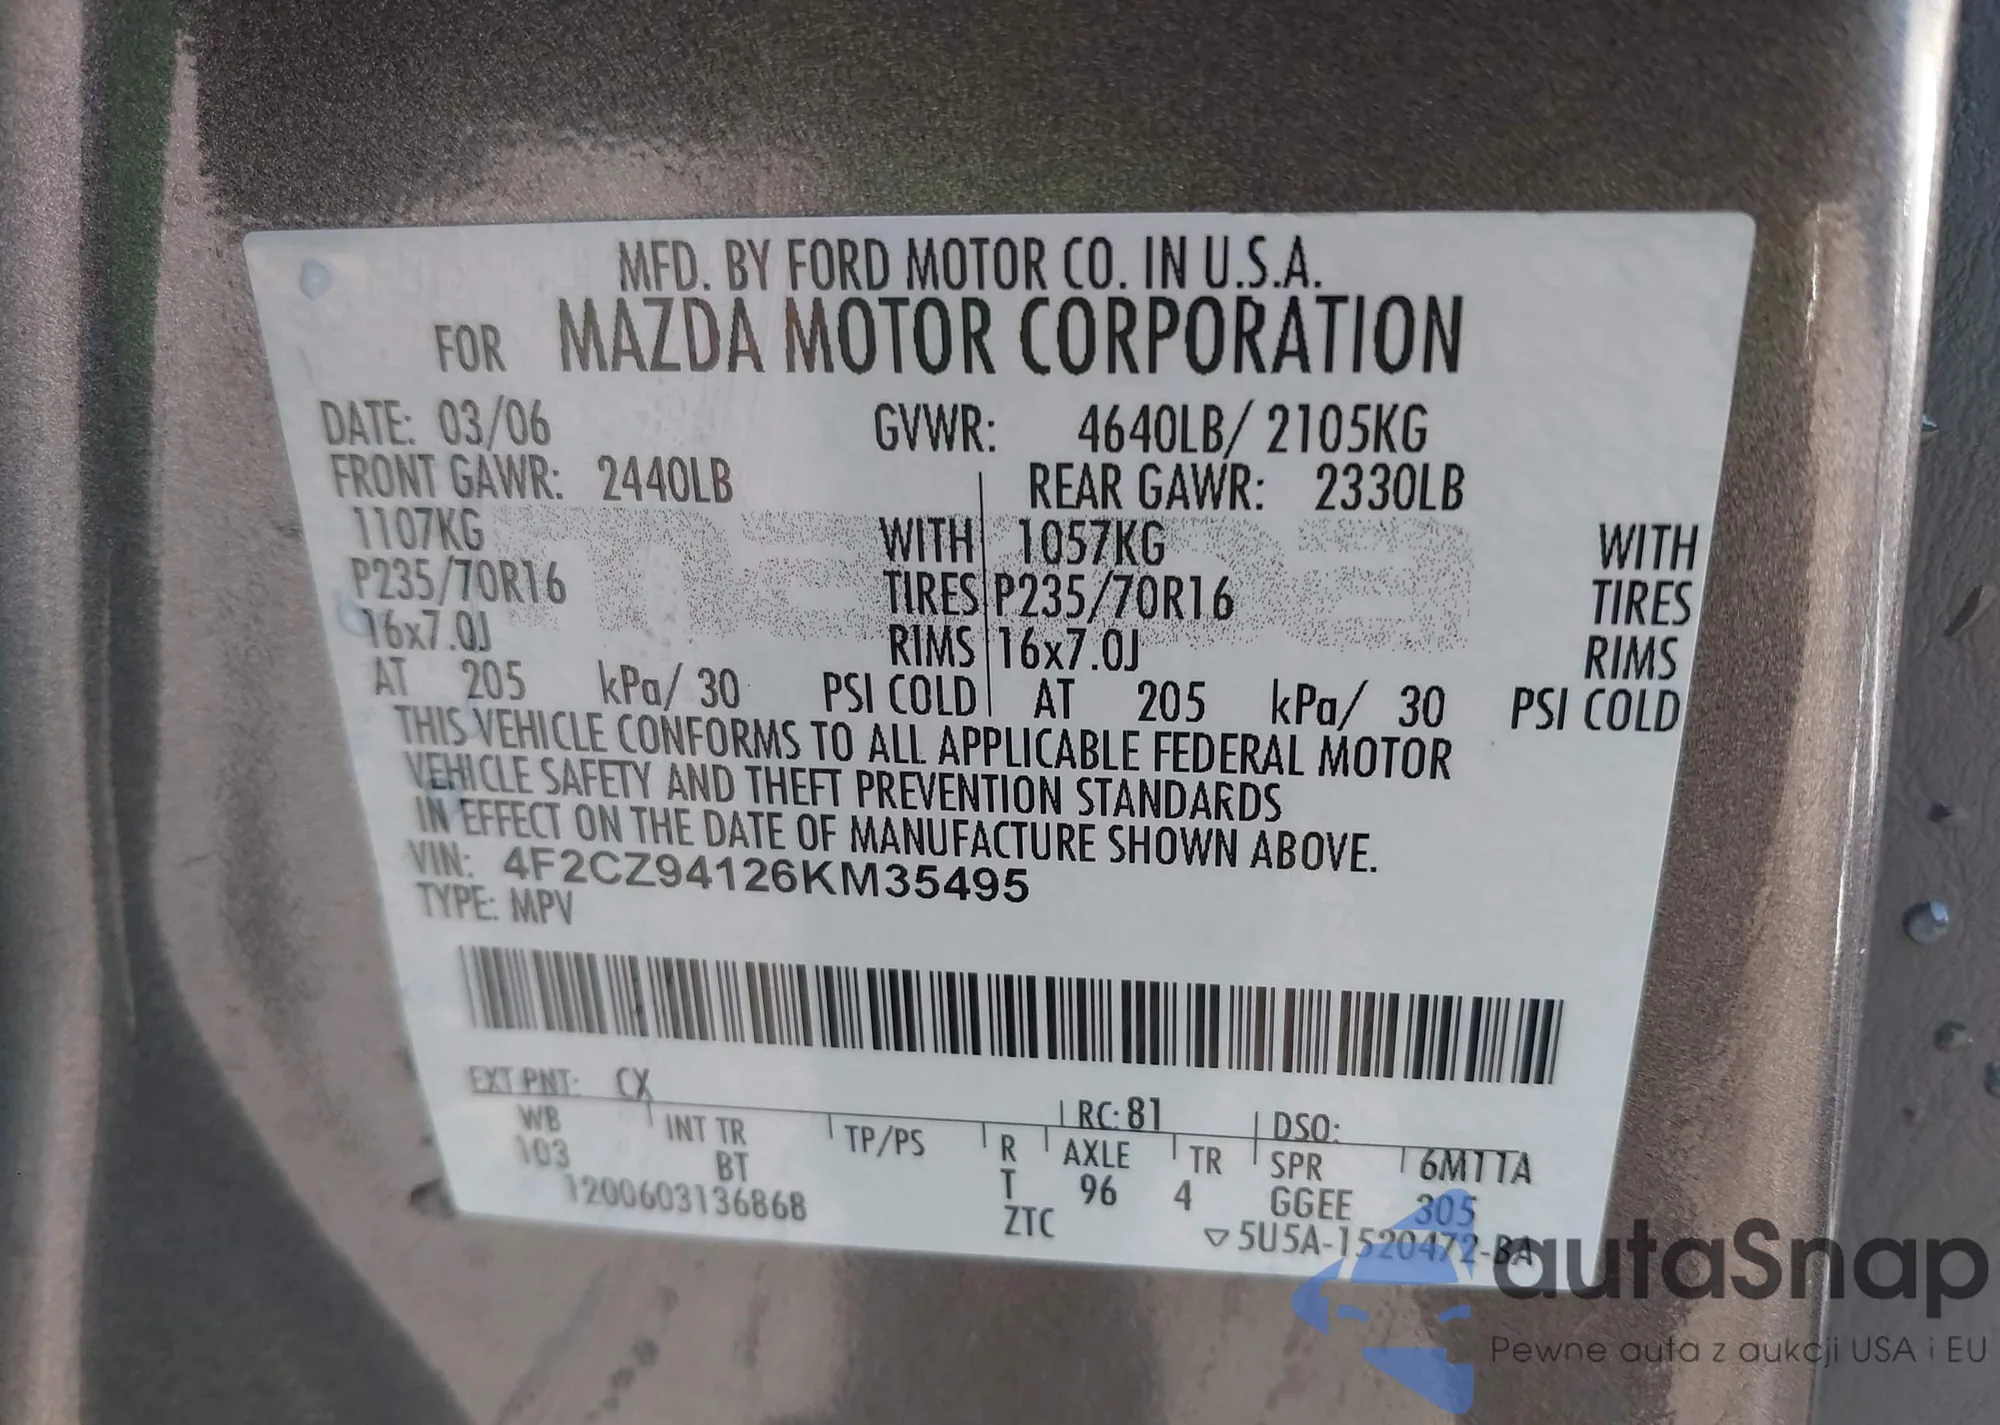 MFD. BY FORD MOTOR CO. IN U.S.A.
FOR MAZDA MOTOR CORPORATION
DATE: 03/06 GVWR: 4640LB/ 2105KG
FRONT GAWR: 2440LB REAR GAWR: 2330LB
1107KG WITH 1057KG WITH
P235/70R16 TIRES P235/70R16 TIRES
16x7.0J RIMS 16x7.0J RIMS
AT 205 kPa/ 30 PSI COLD AT 205 kPa/ 30 PSI COLD
THIS VEHICLE CONFORMS TO ALL APPLICABLE FEDERAL MOTOR
VEHICLE SAFETY AND THEFT PREVENTION STANDARDS
IN EFFECT ON THE DATE OF MANUFACTURE SHOWN ABOVE.
VIN: 4F2CZ94126KM35495
TYPE: MPV
EXT PNT: CX RC: 81 DSO:
WB INT TR TP/PS R AXLE TR SPR 6M11A
103 BT T 96 4 GGEE 305
1200603136868 ZTC ▽5U5A-1520472-BA
autaSnap
Pewne auta z aukcji USA i EU